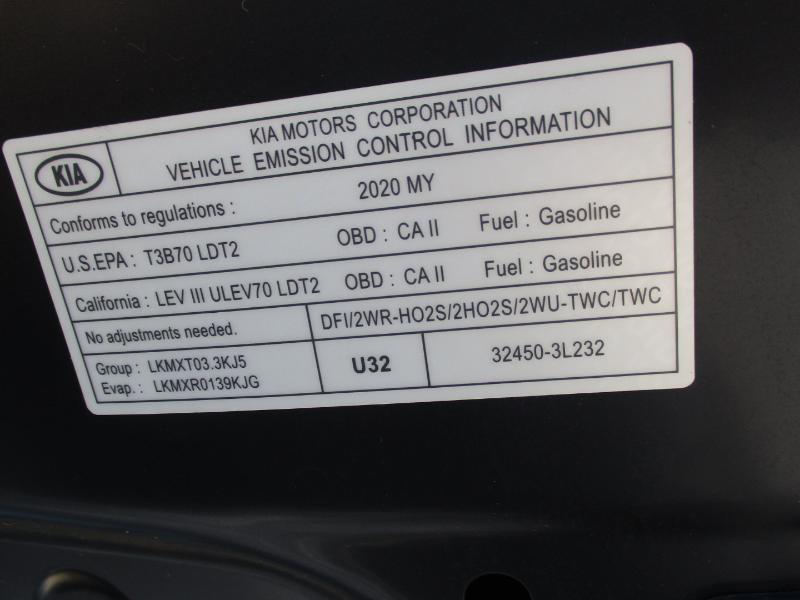 KIA
KIA MOTORS CORPORATION
VEHICLE EMISSION CONTROL INFORMATION
Conforms to regulations : 2020 MY
U.S.EPA : T3B70 LDT2 OBD : CA II Fuel : Gasoline
California : LEV III ULEV70 LDT2 OBD : CA II Fuel : Gasoline
No adjustments needed. DFI/2WR-HO2S/2HO2S/2WU-TWC/TWC
Group : LKMXT03.3KJ5
Evap. : LKMXR0139KJG
U32
32450-3L232